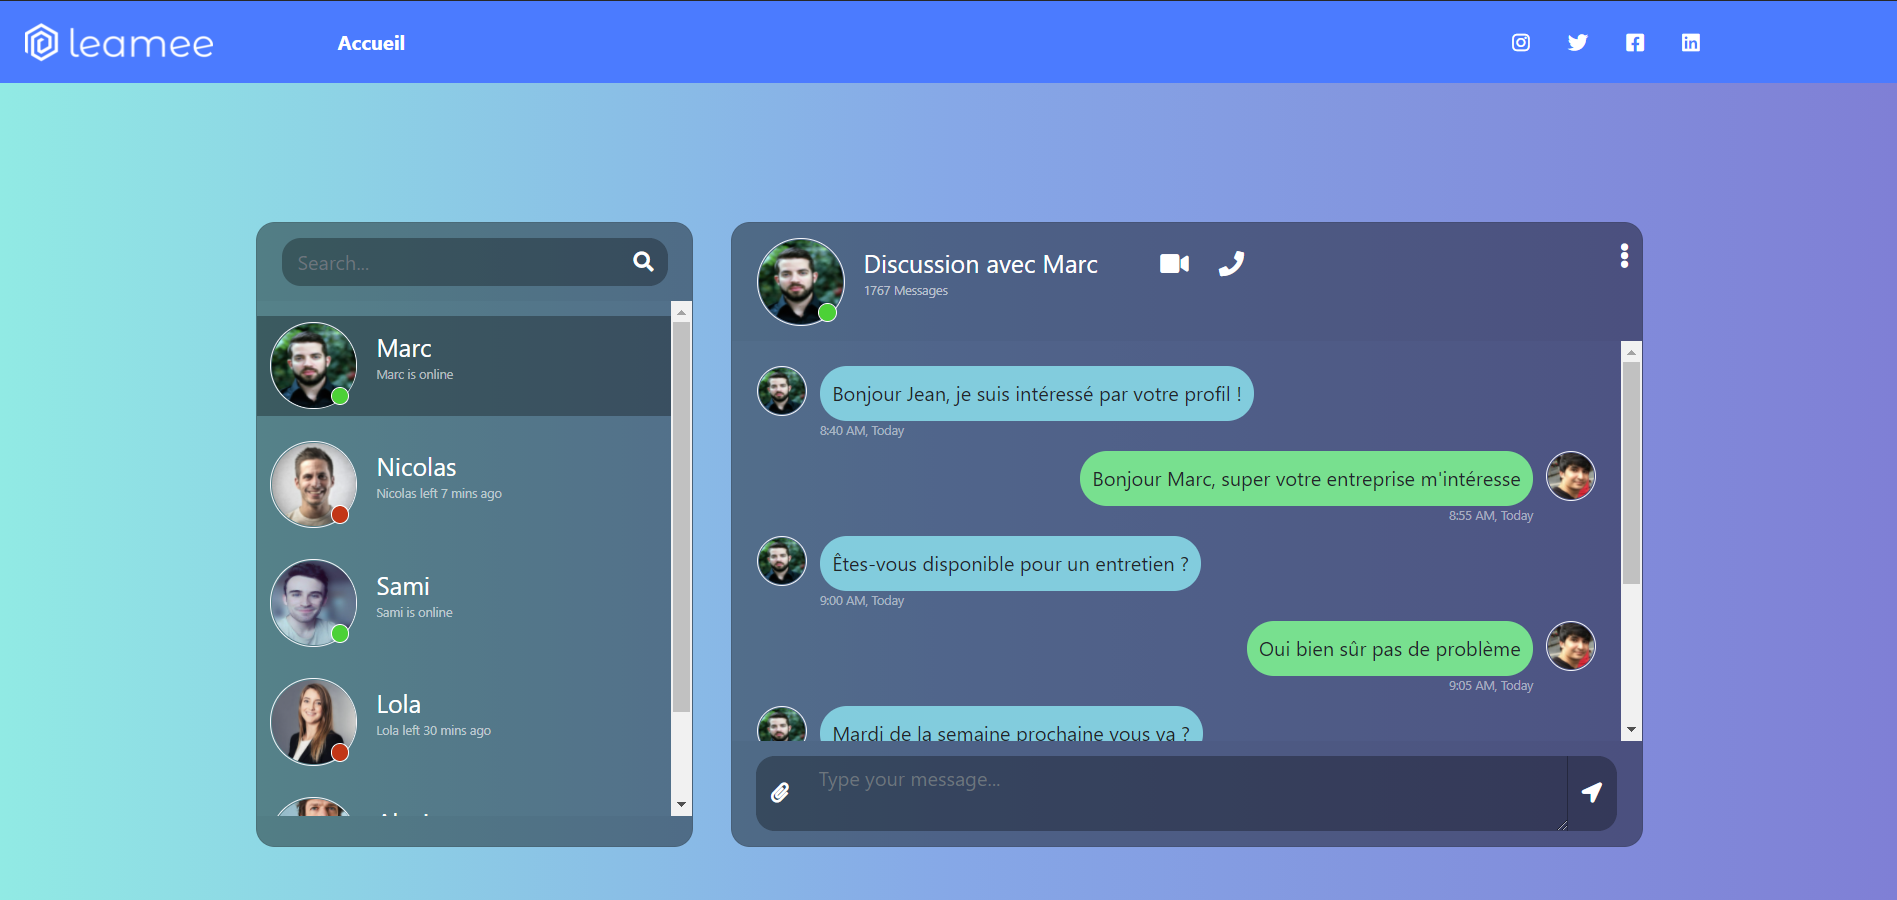 leamee
Accueil
Search...
Marc
Marc is online
Nicolas
Nicolas left 7 mins ago
Sami
Sami is online
Lola
Lola left 30 mins ago
Discussion avec Marc
1767 Messages
Bonjour Jean, je suis intéressé par votre profil !
8:40 AM, Today
Bonjour Marc, super votre entreprise m'intéresse
8:55 AM, Today
Êtes-vous disponible pour un entretien ?
9:00 AM, Today
Oui bien sûr pas de problème
9:05 AM, Today
Mardi de la semaine prochaine vous va ?
Type your message...